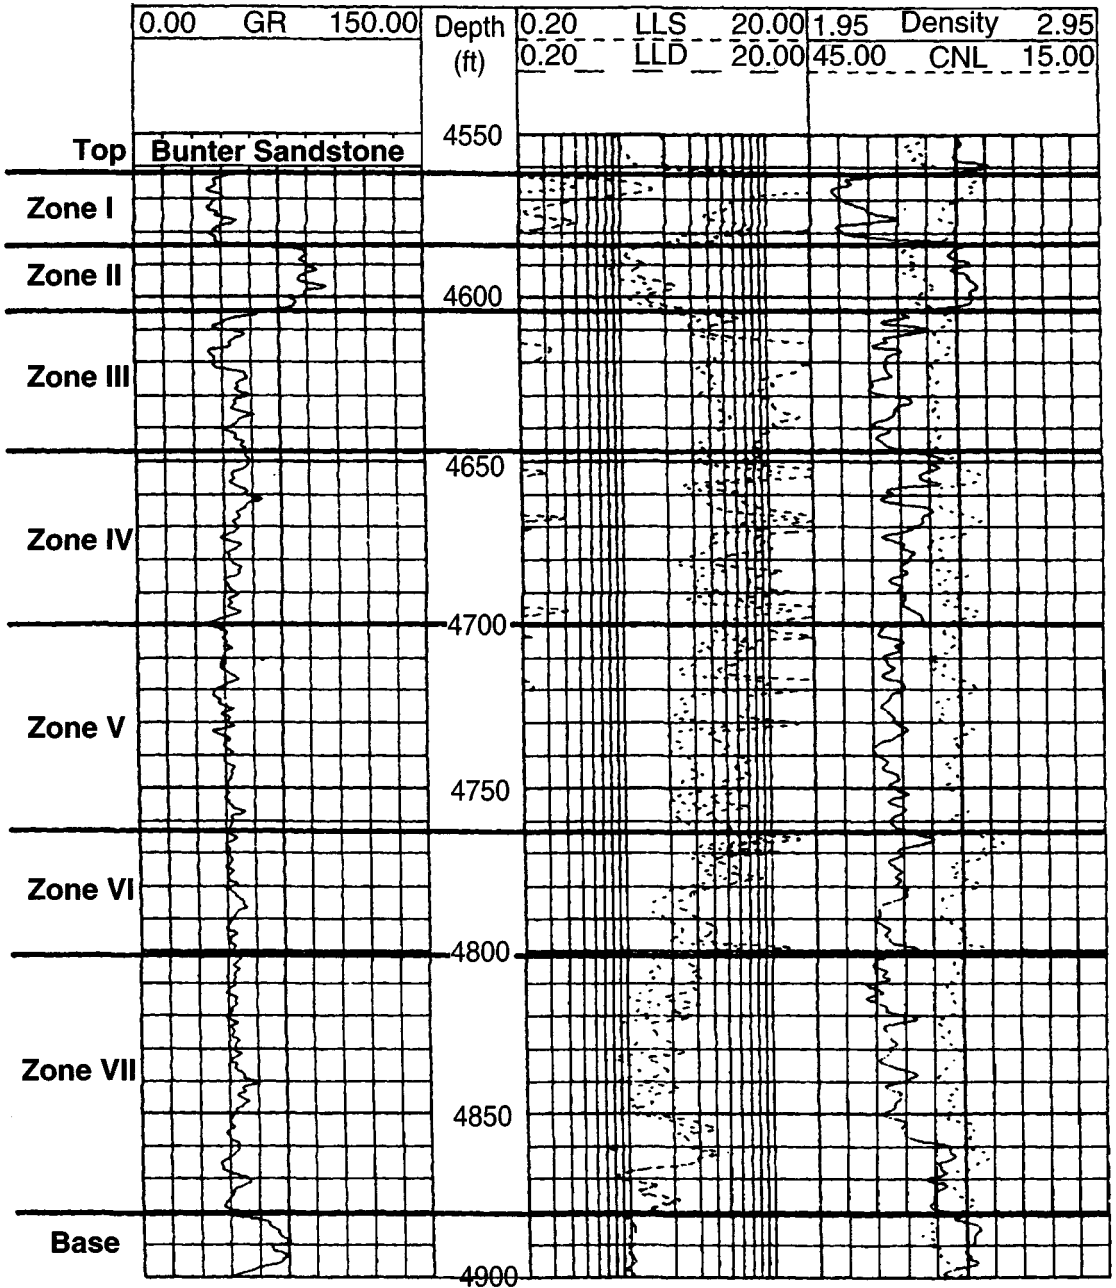 0.00 GR 150.00 Depth (ft) 0.20 LLS 20.00 1.95 Density 2.95
0.20 LLD 20.00 45.00 CNL 15.00
4550
Top Bunter Sandstone
Zone I
Zone II
4600
Zone III
4650
Zone IV
4700
Zone V
4750
Zone VI
4800
Zone VII
4850
Base
4900